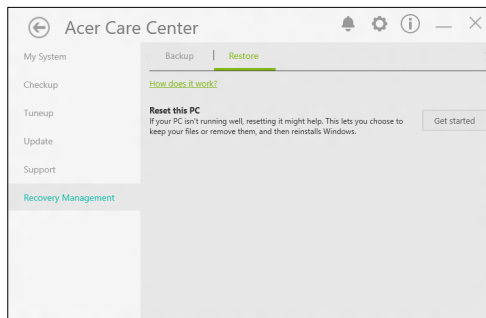 Acer Care Center
My System
Checkup
Tuneup
Update
Support
Recovery Management
Backup | Restore
How does it work?
Reset this PC
If your PC isn't running well, resetting it might help. This lets you choose to
keep your files or remove them, and then reinstalls Windows.
Get started